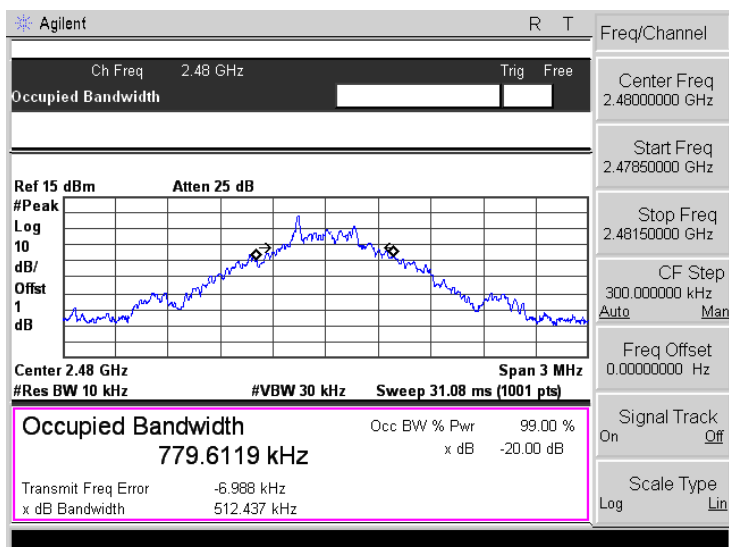 Agilent R T
Ch Freq 2.48 GHz Trig Free
Occupied Bandwidth
Ref 15 dBm Atten 25 dB
#Peak
Log
10
dB/
Offst
1
dB
Center 2.48 GHz Span 3 MHz
#Res BW 10 kHz #VBW 30 kHz Sweep 31.08 ms (1001 pts)
Occupied Bandwidth Occ BW % Pwr 99.00 %
779.6119 kHz x dB -20.00 dB
Transmit Freq Error -6.988 kHz
x dB Bandwidth 512.437 kHz
Freq/Channel
Center Freq
2.48000000 GHz
Start Freq
2.47850000 GHz
Stop Freq
2.48150000 GHz
CF Step
300.000000 kHz
Auto Man
Freq Offset
0.00000000 Hz
Signal Track
On Off
Scale Type
Log Lin